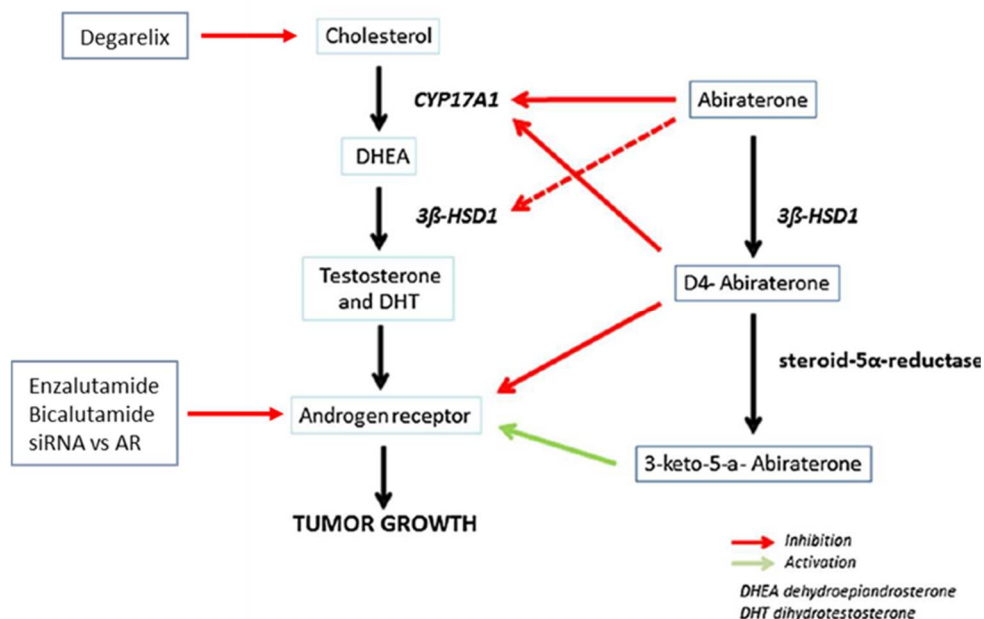 Degarelix
Cholesterol
CYP17A1
Abiraterone
DHEA
3ß-HSD1
3ß-HSD1
Testosterone
and DHT
D4- Abiraterone
steroid-5α-reductase
Enzalutamide
Bicalutamide
siRNA vs AR
Androgen receptor
3-keto-5-a- Abiraterone
TUMOR GROWTH
Inhibition
Activation
DHEA dehydroepiandrosterone
DHT dihydrotestosterone